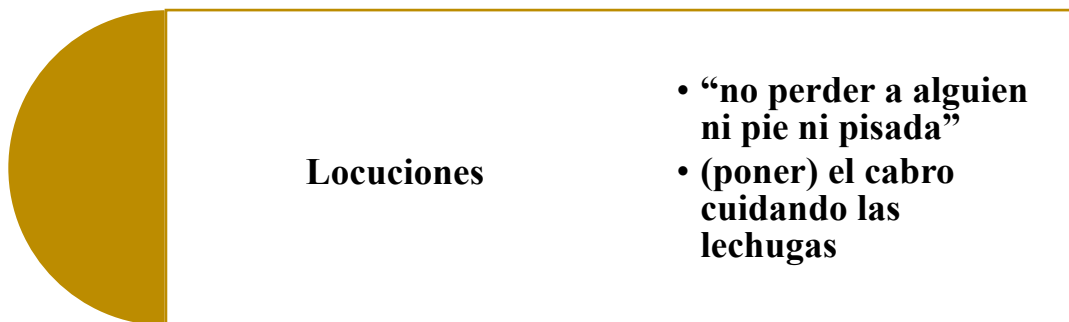 Locuciones
• “no perder a alguien
ni pie ni pisada”
• (poner) el cabro
cuidando las
lechugas